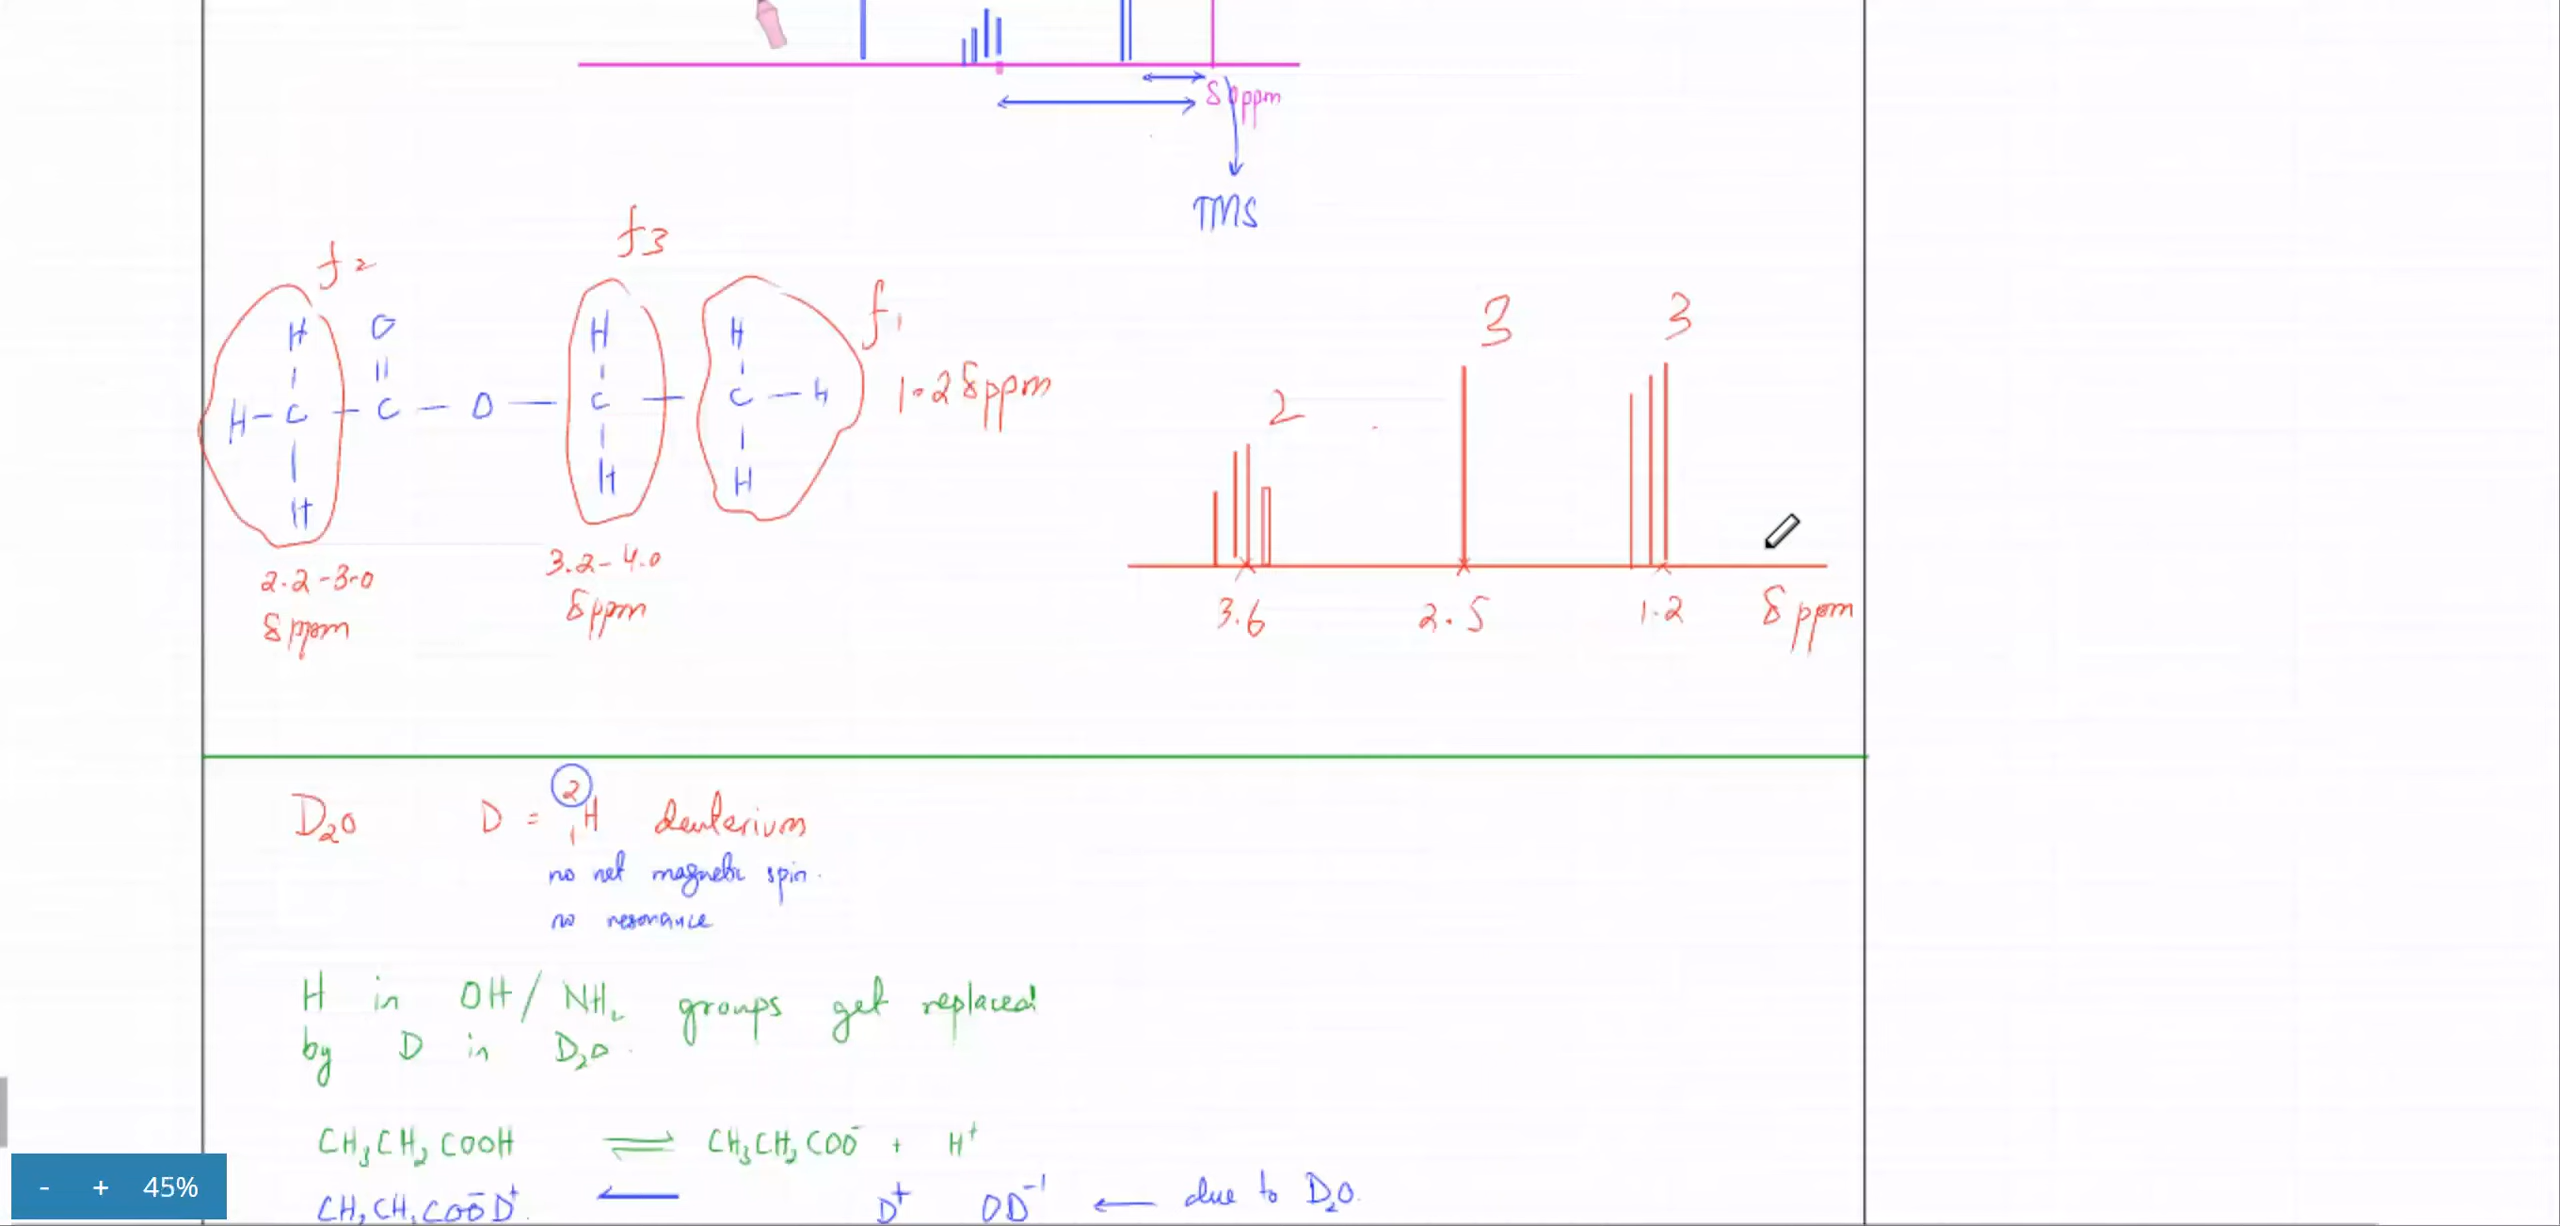 δ ppm
TMS
f2
f3
f1
H
O
H
H
||
H – C – C – O – C – C – H
H
H
H
1.2 δ ppm
2.2 - 3.0
δ ppm
3.2 - 4.0
δ ppm
2
3
3
3.6
2.5
1.2
δ ppm
D₂O D = ²₁H deuterium
no net magnetic spin.
no resonance
H in OH / NH₂ groups get replaced
by D in D₂O.
CH₃CH₂COOH ⇌ CH₃CH₂COO⁻ + H⁺
CH₃CH₂COO⁻D⁺ ← D⁺ OD⁻¹ ← due to D₂O.
- + 45%